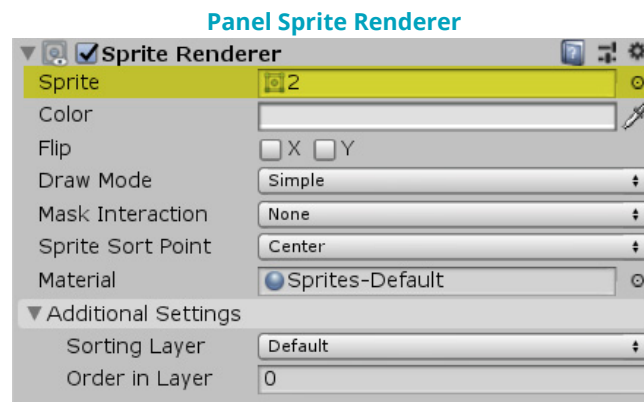 Panel Sprite Renderer
Sprite Renderer
Sprite 2
Color
Flip X Y
Draw Mode Simple
Mask Interaction None
Sprite Sort Point Center
Material Sprites-Default
Additional Settings
Sorting Layer Default
Order in Layer 0